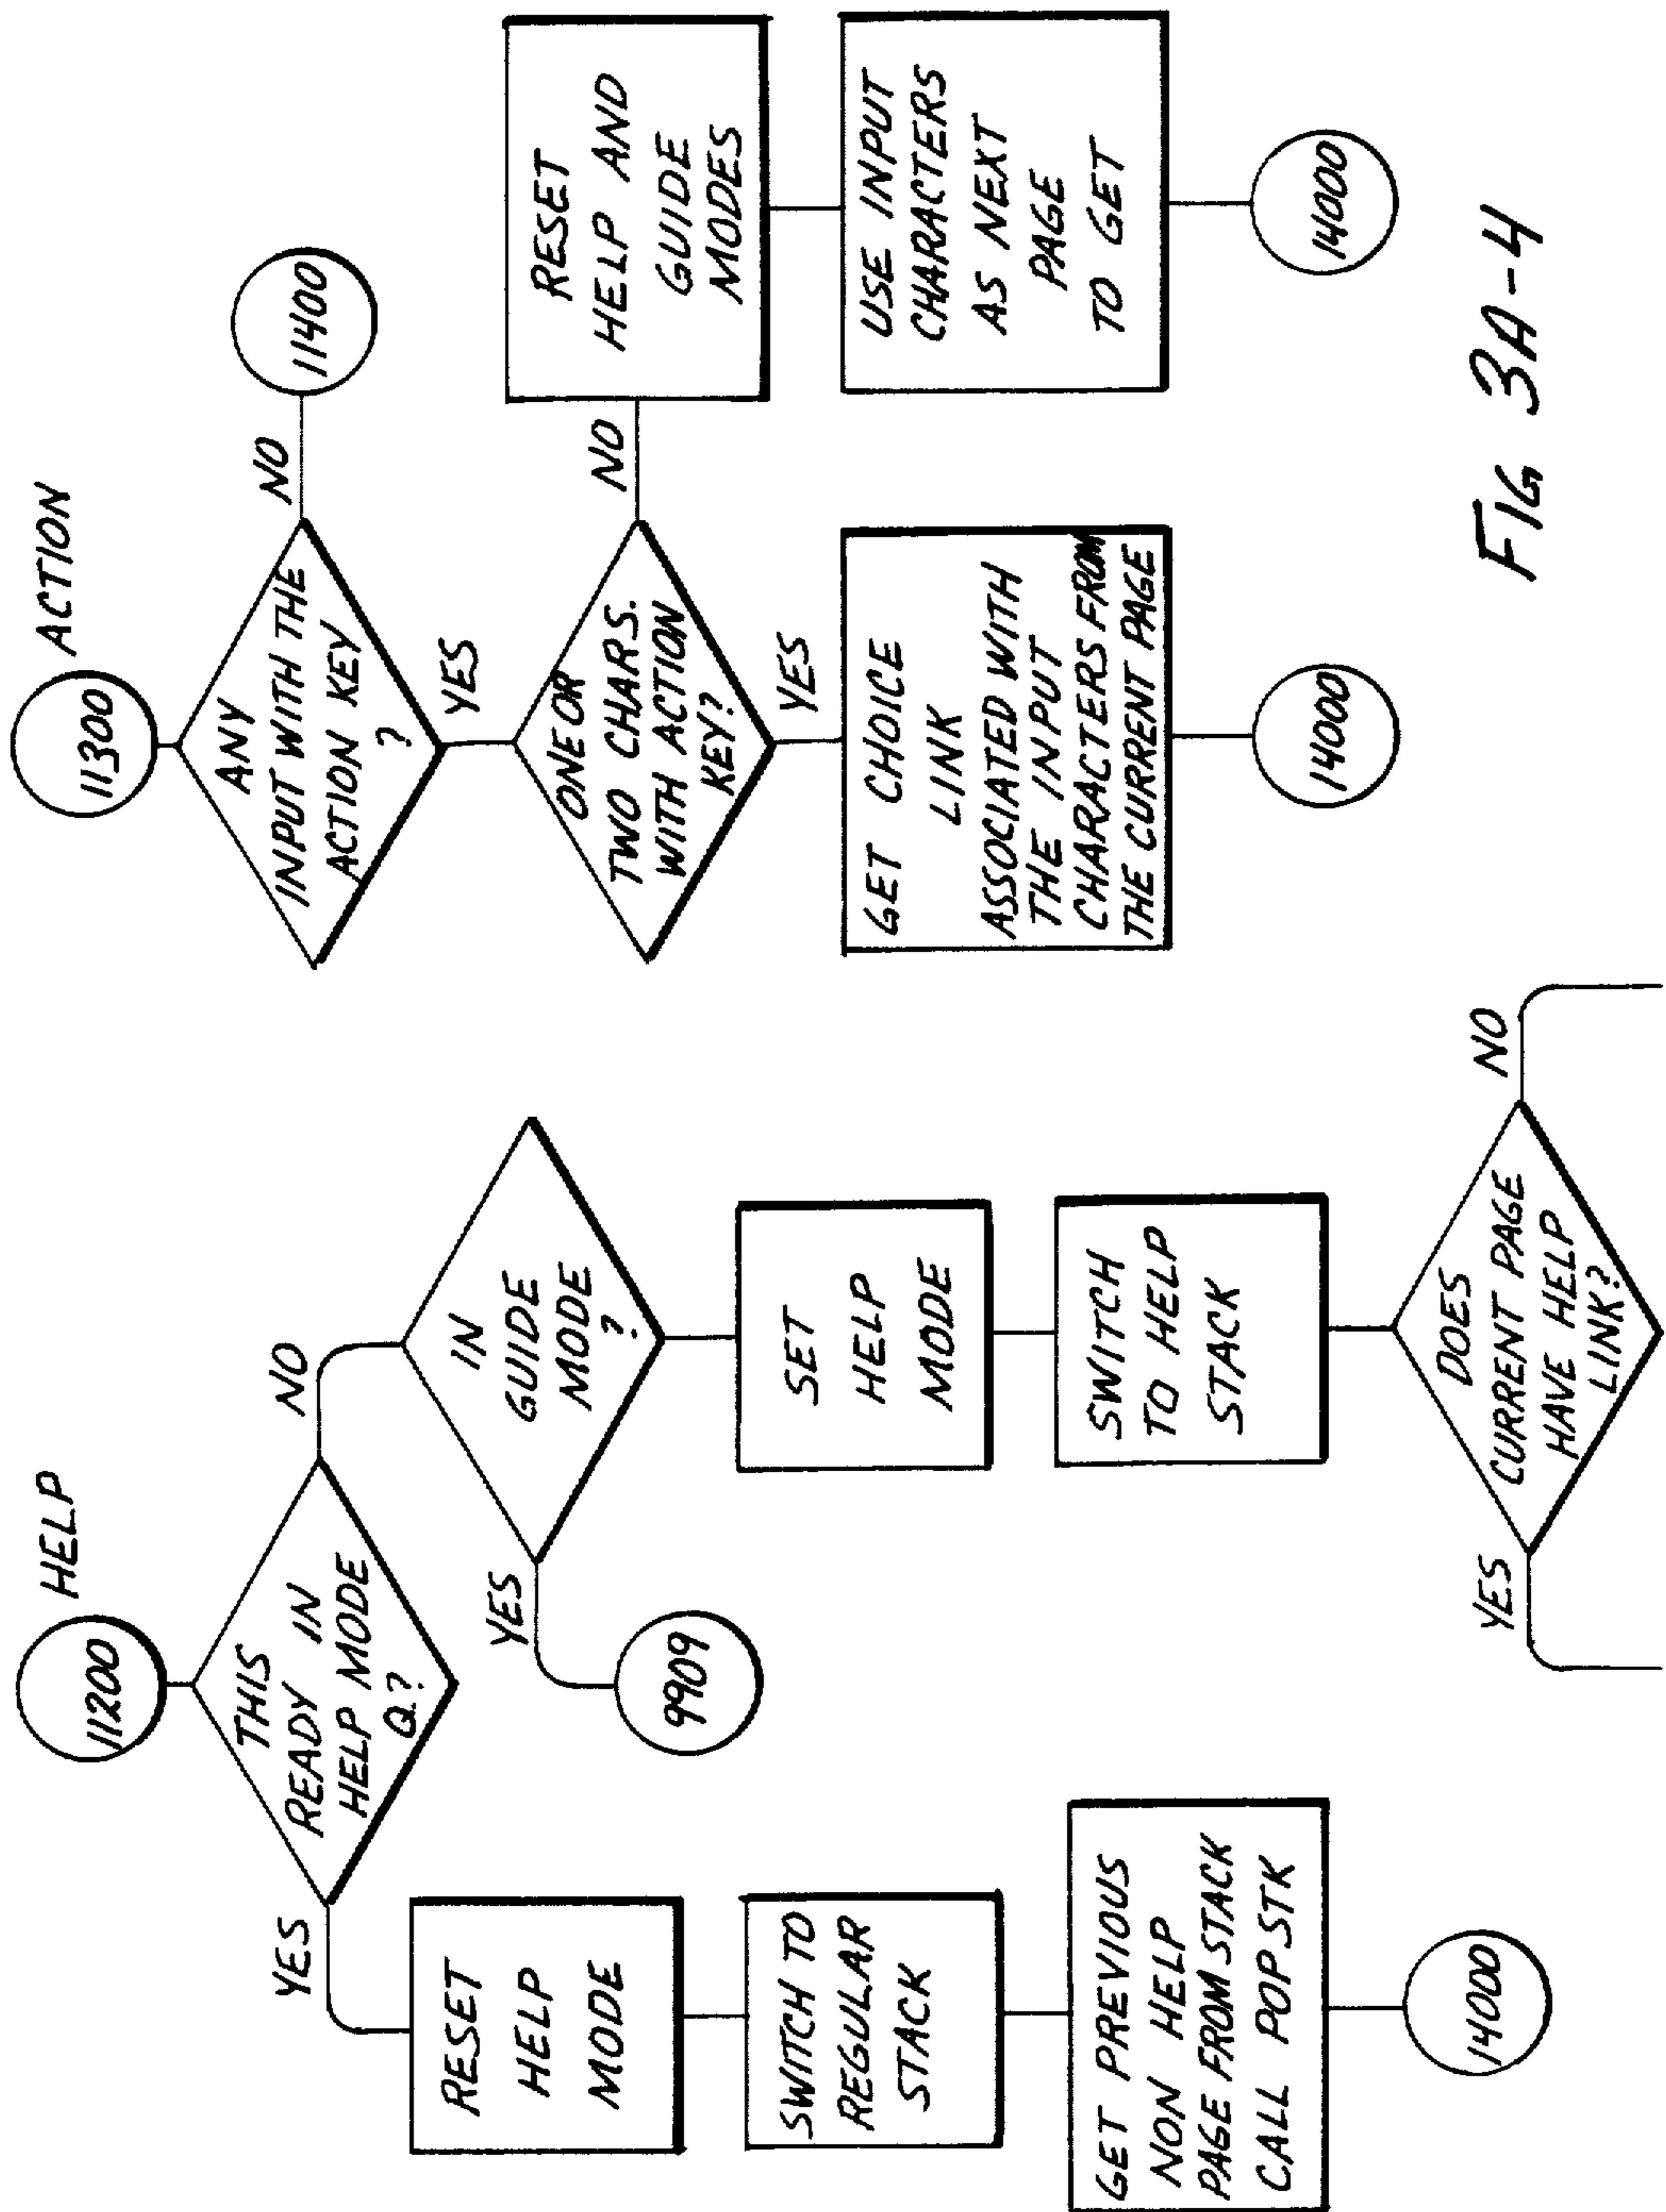 HELP
11200
THIS
READY IN
HELP MODE
Q.?
YES
NO
RESET
HELP
MODE
SWITCH TO
REGULAR
STACK
GET PREVIOUS
NON HELP
PAGE FROM STACK
CALL POPSTK
14000
IN
GUIDE
MODE
?
YES
9909
SET
HELP
MODE
SWITCH
TO HELP
STACK
DOES
CURRENT PAGE
HAVE HELP
LINK?
YES
NO
ACTION
11300
ANY
INPUT WITH THE
ACTION KEY
?
NO
11400
YES
ONE OR
TWO CHARS.
WITH ACTION
KEY?
NO
RESET
HELP AND
GUIDE
MODES
USE INPUT
CHARACTERS
AS NEXT
PAGE
TO GET
14000
YES
GET CHOICE
LINK
ASSOCIATED WITH
THE INPUT
CHARACTERS FROM
THE CURRENT PAGE
14000
FIG 3A-4